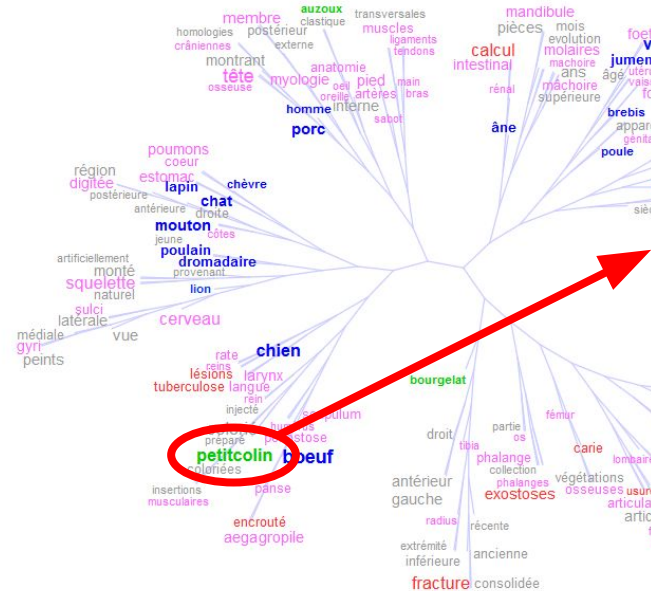 auzoux
membre
transversales
clastique
muscles
homologies
postérieur
ligaments
crâniennes
externe
tendons
montrant
tête
osseuse
anatomie
myologie
oeil
pied
main
oreille
artères
bras
homme
interne
sabot
porc
mandibule
pièces
mois
evolution
calcul
molaires
intestinal
machoire
ans
âgé
rénal
mâchoire
supérieure
âne
jumen
brebis
poule
poumons
coeur
région
estomac
digitée
lapin
chèvre
postérieure
chat
antérieure
droite
mouton
jeune
côtes
poulain
dromadaire
artificiellement
monté
provenant
squelette
naturel
lion
sulci
latérale
cerveau
médiale
vue
gyri
peints
chien
rate
reins
lésions
larynx
tuberculose
langue
rein
injecté
préparé
petitcolin
boeuf
coloriées
panse
insertions
musculaires
encrouté
aegagropile
bourgelat
droit
tibia
partie
os
fémur
carie
phalange
collection
antérieur
phalanges
végétations
gauche
exostoses
osseuses
radius
récente
extrémité
inférieure
ancienne
fracture
consolidée